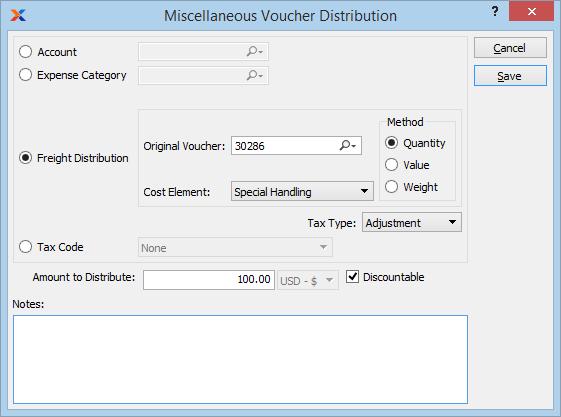 Miscellaneous Voucher Distribution
?
Account
Cancel
Expense Category
Save
Method
Original Voucher: 30286
Quantity
Freight Distribution
Value
Cost Element: Special Handling
Weight
Tax Type: Adjustment
Tax Code None
Amount to Distribute: 100.00 USD - $ Discountable
Notes: